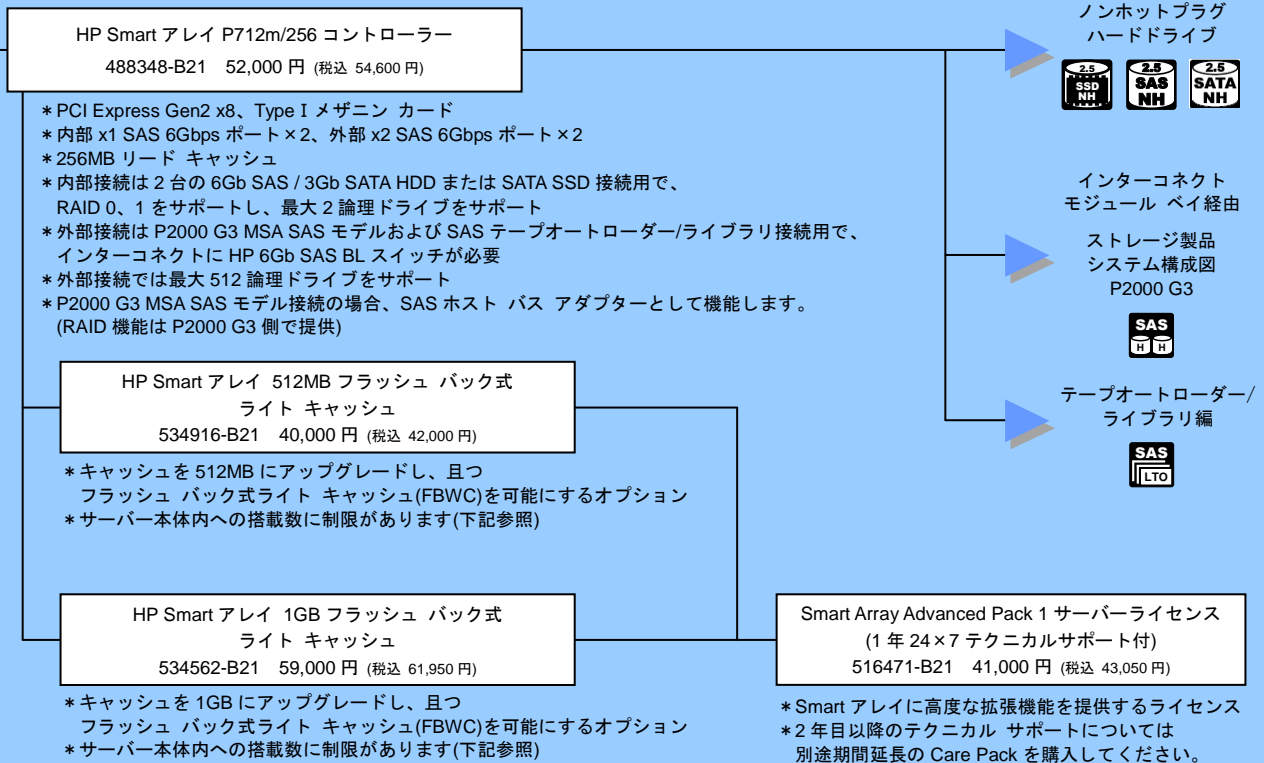 HP Smart アレイ P712m/256 コントローラー
488348-B21 52,000 円 (税込 54,600 円)
*PCI Express Gen2 x8、Type I メザニン カード
*内部 x1 SAS 6Gbps ポート×2、外部 x2 SAS 6Gbps ポート×2
*256MB リード キャッシュ
*内部接続は 2 台の 6Gb SAS / 3Gb SATA HDD または SATA SSD 接続用で、
RAID 0、1 をサポートし、最大 2 論理ドライブをサポート
*外部接続は P2000 G3 MSA SAS モデルおよび SAS テープオートローダー/ライブラリ接続用で、
インターコネクトに HP 6Gb SAS BL スイッチが必要
*外部接続では最大 512 論理ドライブをサポート
*P2000 G3 MSA SAS モデル接続の場合、SAS ホスト バス アダプターとして機能します。
(RAID 機能は P2000 G3 側で提供)
ノンホットプラグ
ハードドライブ
2.5 SSD NH
2.5 SAS NH
2.5 SATA NH
インターコネクト
モジュール ベイ経由
ストレージ製品
システム構成図
P2000 G3
SAS
H H
テープオートローダー/
ライブラリ編
SAS
LTO
HP Smart アレイ 512MB フラッシュ バック式
ライト キャッシュ
534916-B21 40,000 円 (税込 42,000 円)
*キャッシュを 512MB にアップグレードし、且つ
フラッシュ バック式ライト キャッシュ(FBWC)を可能にするオプション
*サーバー本体内への搭載数に制限があります(下記参照)
HP Smart アレイ 1GB フラッシュ バック式
ライト キャッシュ
534562-B21 59,000 円 (税込 61,950 円)
*キャッシュを 1GB にアップグレードし、且つ
フラッシュ バック式ライト キャッシュ(FBWC)を可能にするオプション
*サーバー本体内への搭載数に制限があります(下記参照)
Smart Array Advanced Pack 1 サーバーライセンス
(1 年 24×7 テクニカルサポート付)
516471-B21 41,000 円 (税込 43,050 円)
*Smart アレイに高度な拡張機能を提供するライセンス
*2 年目以降のテクニカル サポートについては
別途期間延長の Care Pack を購入してください。